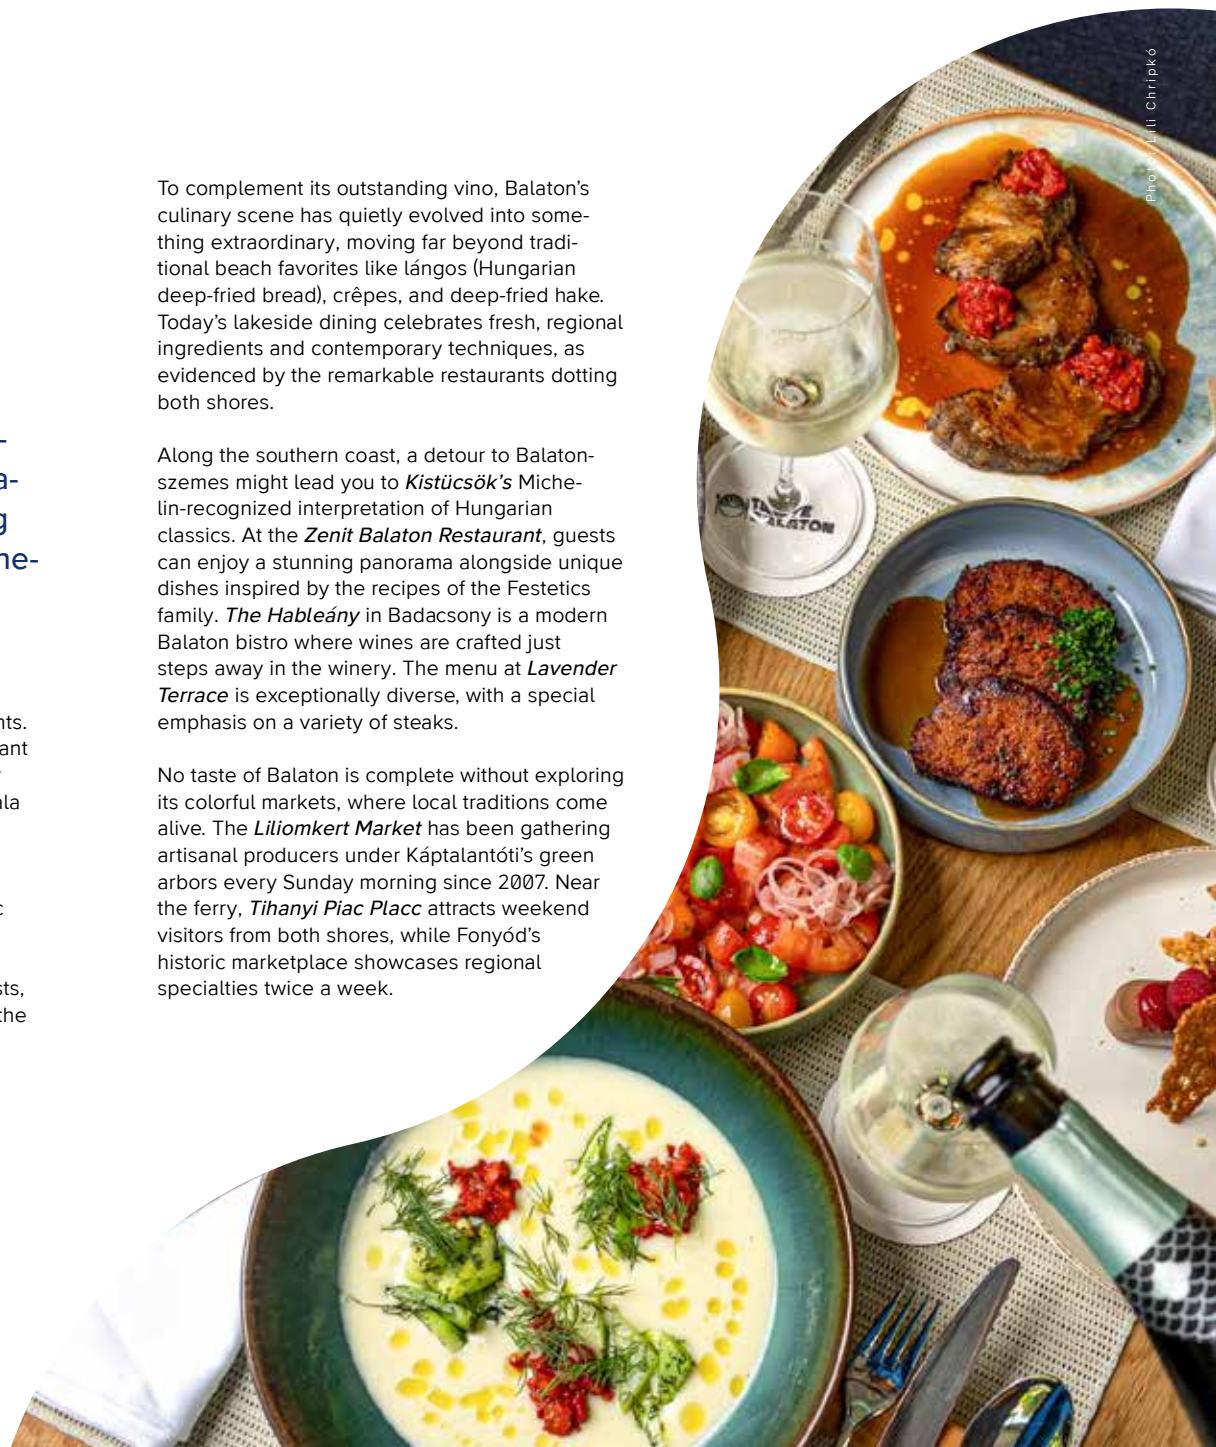 To complement its outstanding vino, Balaton’s
culinary scene has quietly evolved into some-
thing extraordinary, moving far beyond tradi-
tional beach favorites like lángos (Hungarian
deep-fried bread), crêpes, and deep-fried hake.
Today’s lakeside dining celebrates fresh, regional
ingredients and contemporary techniques, as
evidenced by the remarkable restaurants dotting
both shores.
Along the southern coast, a detour to Balaton-
szemes might lead you to Kistücsök’s Miche-
lin-recognized interpretation of Hungarian
classics. At the Zenit Balaton Restaurant, guests
can enjoy a stunning panorama alongside unique
dishes inspired by the recipes of the Festetics
family. The Hableány in Badacsony is a modern
Balaton bistro where wines are crafted just
steps away in the winery. The menu at Lavender
Terrace is exceptionally diverse, with a special
emphasis on a variety of steaks.
No taste of Balaton is complete without exploring
its colorful markets, where local traditions come
alive. The Liliomkert Market has been gathering
artisanal producers under Káptalantóti’s green
arbors every Sunday morning since 2007. Near
the ferry, Tihanyi Piac Placc attracts weekend
visitors from both shores, while Fonyód’s
historic marketplace showcases regional
specialties twice a week.
Photo: Lili Chripkó
BALATON
the